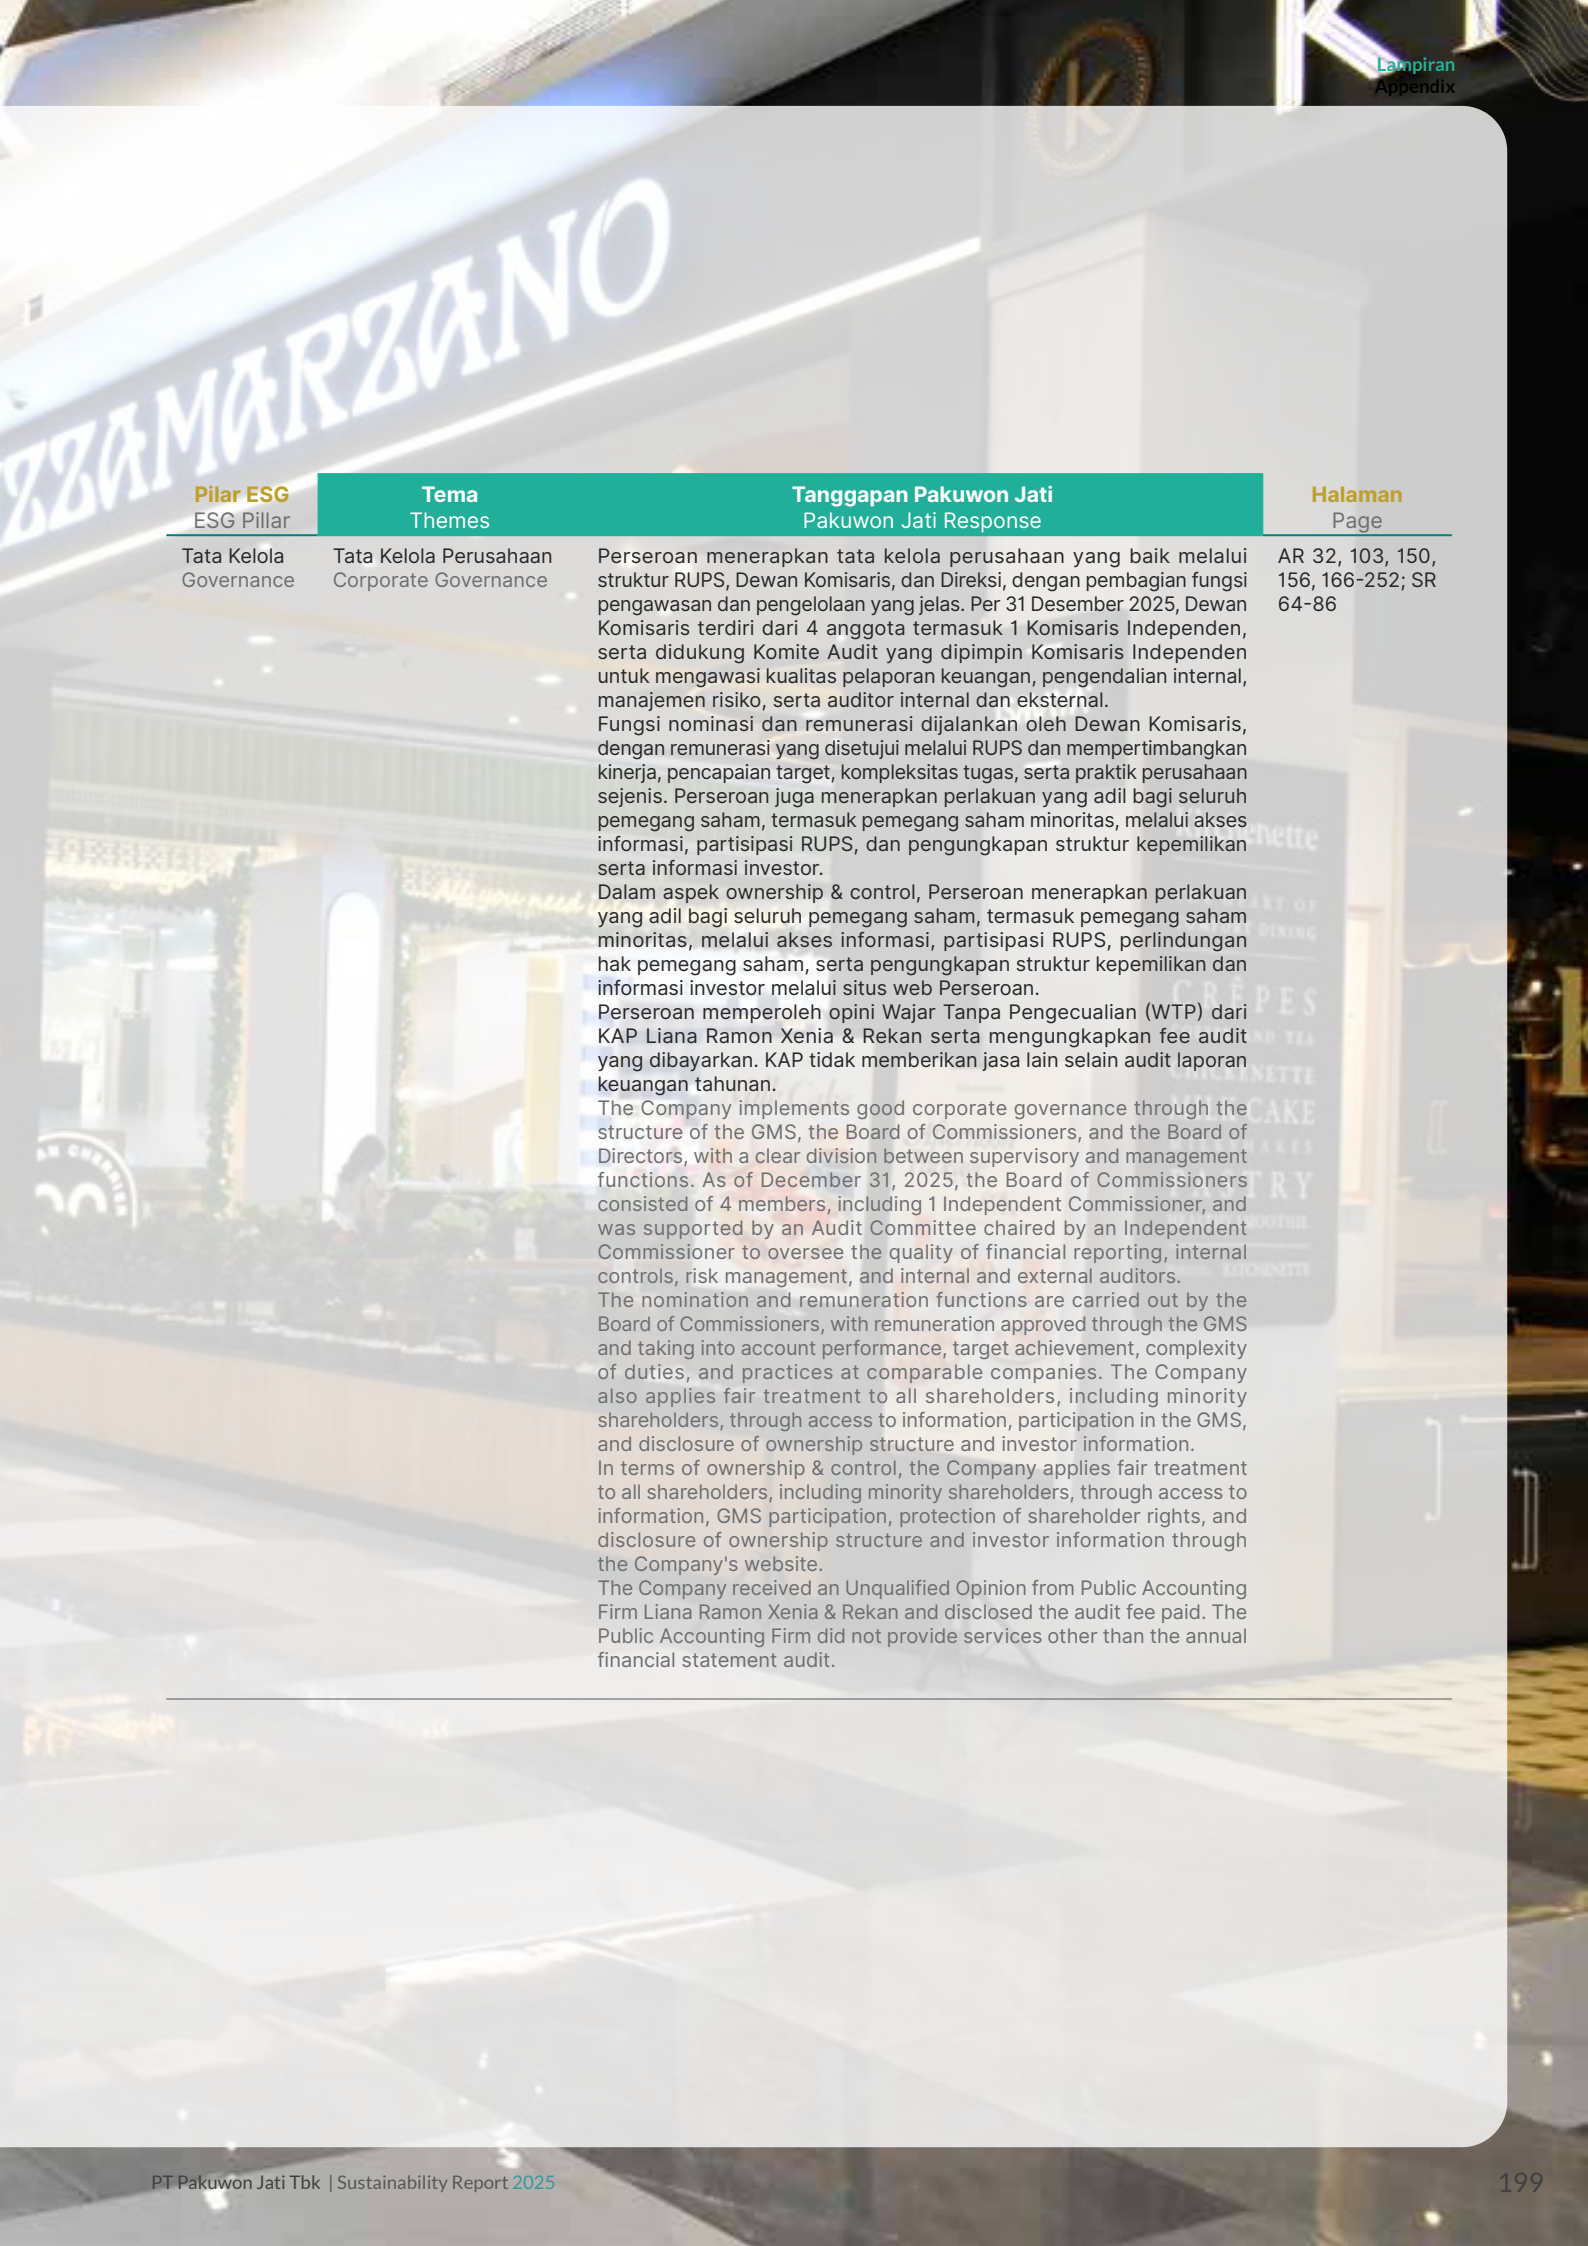 Lampiran
Appendix
ZZAMARZANO
K
Pilar ESG
ESG Pillar
Tema
Themes
Tanggapan Pakuwon Jati
Pakuwon Jati Response
Halaman
Page
Tata Kelola
Governance
Tata Kelola Perusahaan
Corporate Governance
Perseroan menerapkan tata kelola perusahaan yang baik melalui
struktur RUPS, Dewan Komisaris, dan Direksi, dengan pembagian fungsi
pengawasan dan pengelolaan yang jelas. Per 31 Desember 2025, Dewan
Komisaris terdiri dari 4 anggota termasuk 1 Komisaris Independen,
serta didukung Komite Audit yang dipimpin Komisaris Independen
untuk mengawasi kualitas pelaporan keuangan, pengendalian internal,
manajemen risiko, serta auditor internal dan eksternal.
Fungsi nominasi dan remunerasi dijalankan oleh Dewan Komisaris,
dengan remunerasi yang disetujui melalui RUPS dan mempertimbangkan
kinerja, pencapaian target, kompleksitas tugas, serta praktik perusahaan
sejenis. Perseroan juga menerapkan perlakuan yang adil bagi seluruh
pemegang saham, termasuk pemegang saham minoritas, melalui akses
informasi, partisipasi RUPS, dan pengungkapan struktur kepemilikan
serta informasi investor.
Dalam aspek ownership & control, Perseroan menerapkan perlakuan
yang adil bagi seluruh pemegang saham, termasuk pemegang saham
minoritas, melalui akses informasi, partisipasi RUPS, perlindungan
hak pemegang saham, serta pengungkapan struktur kepemilikan dan
informasi investor melalui situs web Perseroan.
Perseroan memperoleh opini Wajar Tanpa Pengecualian (WTP) dari
KAP Liana Ramon Xenia & Rekan serta mengungkapkan fee audit
yang dibayarkan. KAP tidak memberikan jasa lain selain audit laporan
keuangan tahunan.
The Company implements good corporate governance through the
structure of the GMS, the Board of Commissioners, and the Board of
Directors, with a clear division between supervisory and management
functions. As of December 31, 2025, the Board of Commissioners
consisted of 4 members, including 1 Independent Commissioner, and
was supported by an Audit Committee chaired by an Independent
Commissioner to oversee the quality of financial reporting, internal
controls, risk management, and internal and external auditors.
The nomination and remuneration functions are carried out by the
Board of Commissioners, with remuneration approved through the GMS
and taking into account performance, target achievement, complexity
of duties, and practices at comparable companies. The Company
also applies fair treatment to all shareholders, including minority
shareholders, through access to information, participation in the GMS,
and disclosure of ownership structure and investor information.
In terms of ownership & control, the Company applies fair treatment
to all shareholders, including minority shareholders, through access to
information, GMS participation, protection of shareholder rights, and
disclosure of ownership structure and investor information through
the Company's website.
The Company received an Unqualified Opinion from Public Accounting
Firm Liana Ramon Xenia & Rekan and disclosed the audit fee paid. The
Public Accounting Firm did not provide services other than the annual
financial statement audit.
AR 32, 103, 150,
156, 166-252; SR
64-86
All you need
CRÊPES
PASTRY
PT Pakuwon Jati Tbk | Sustainability Report 2025
199